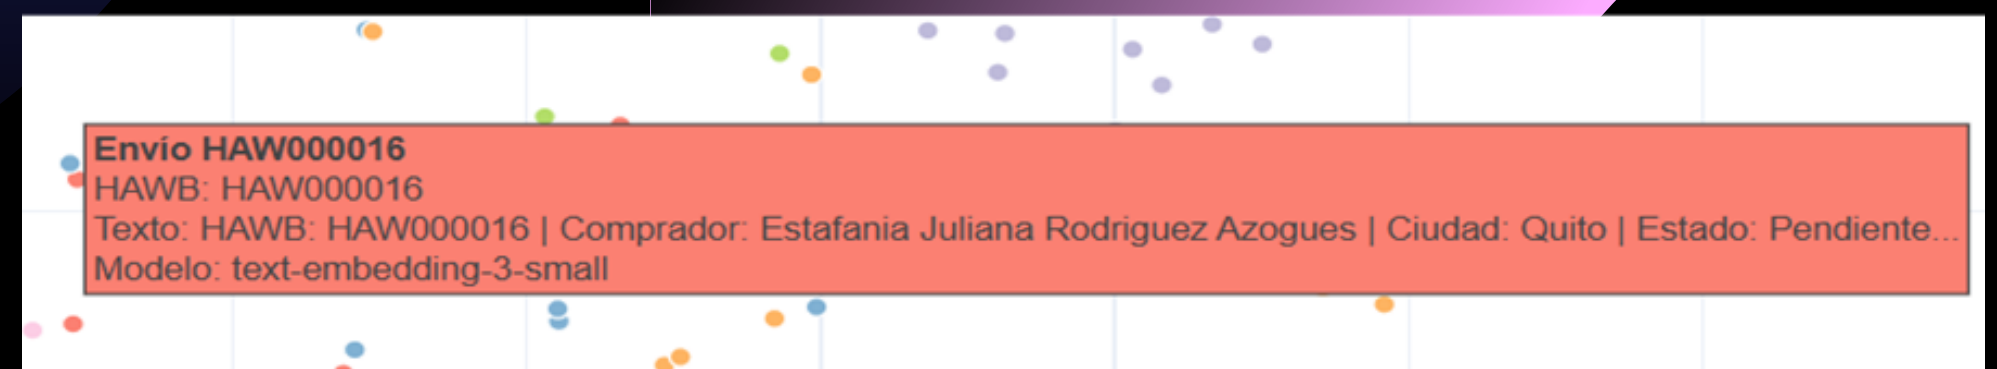 Envío HAW000016
HAWB: HAW000016
Texto: HAWB: HAW000016 | Comprador: Estafania Juliana Rodriguez Azogues | Ciudad: Quito | Estado: Pendiente...
Modelo: text-embedding-3-small